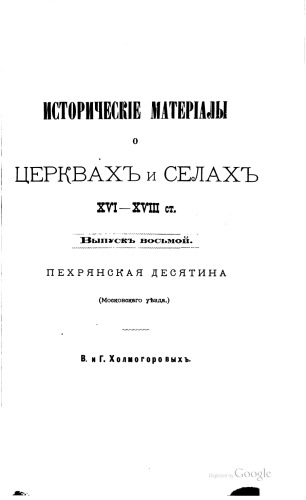 ИСТОРИЧЕСКІЕ МАТЕРІАЛЫ
О
ЦЕРКВАХЪ И СЕЛАХЪ
XVI—XVIII ст.
Выпускъ восьмой.
ПЕХРЯНСКАЯ ДЕСЯТИНА
(Московскаго уѣзда.)
В. и Г. Холмогоровыхъ.
Digitized by Google